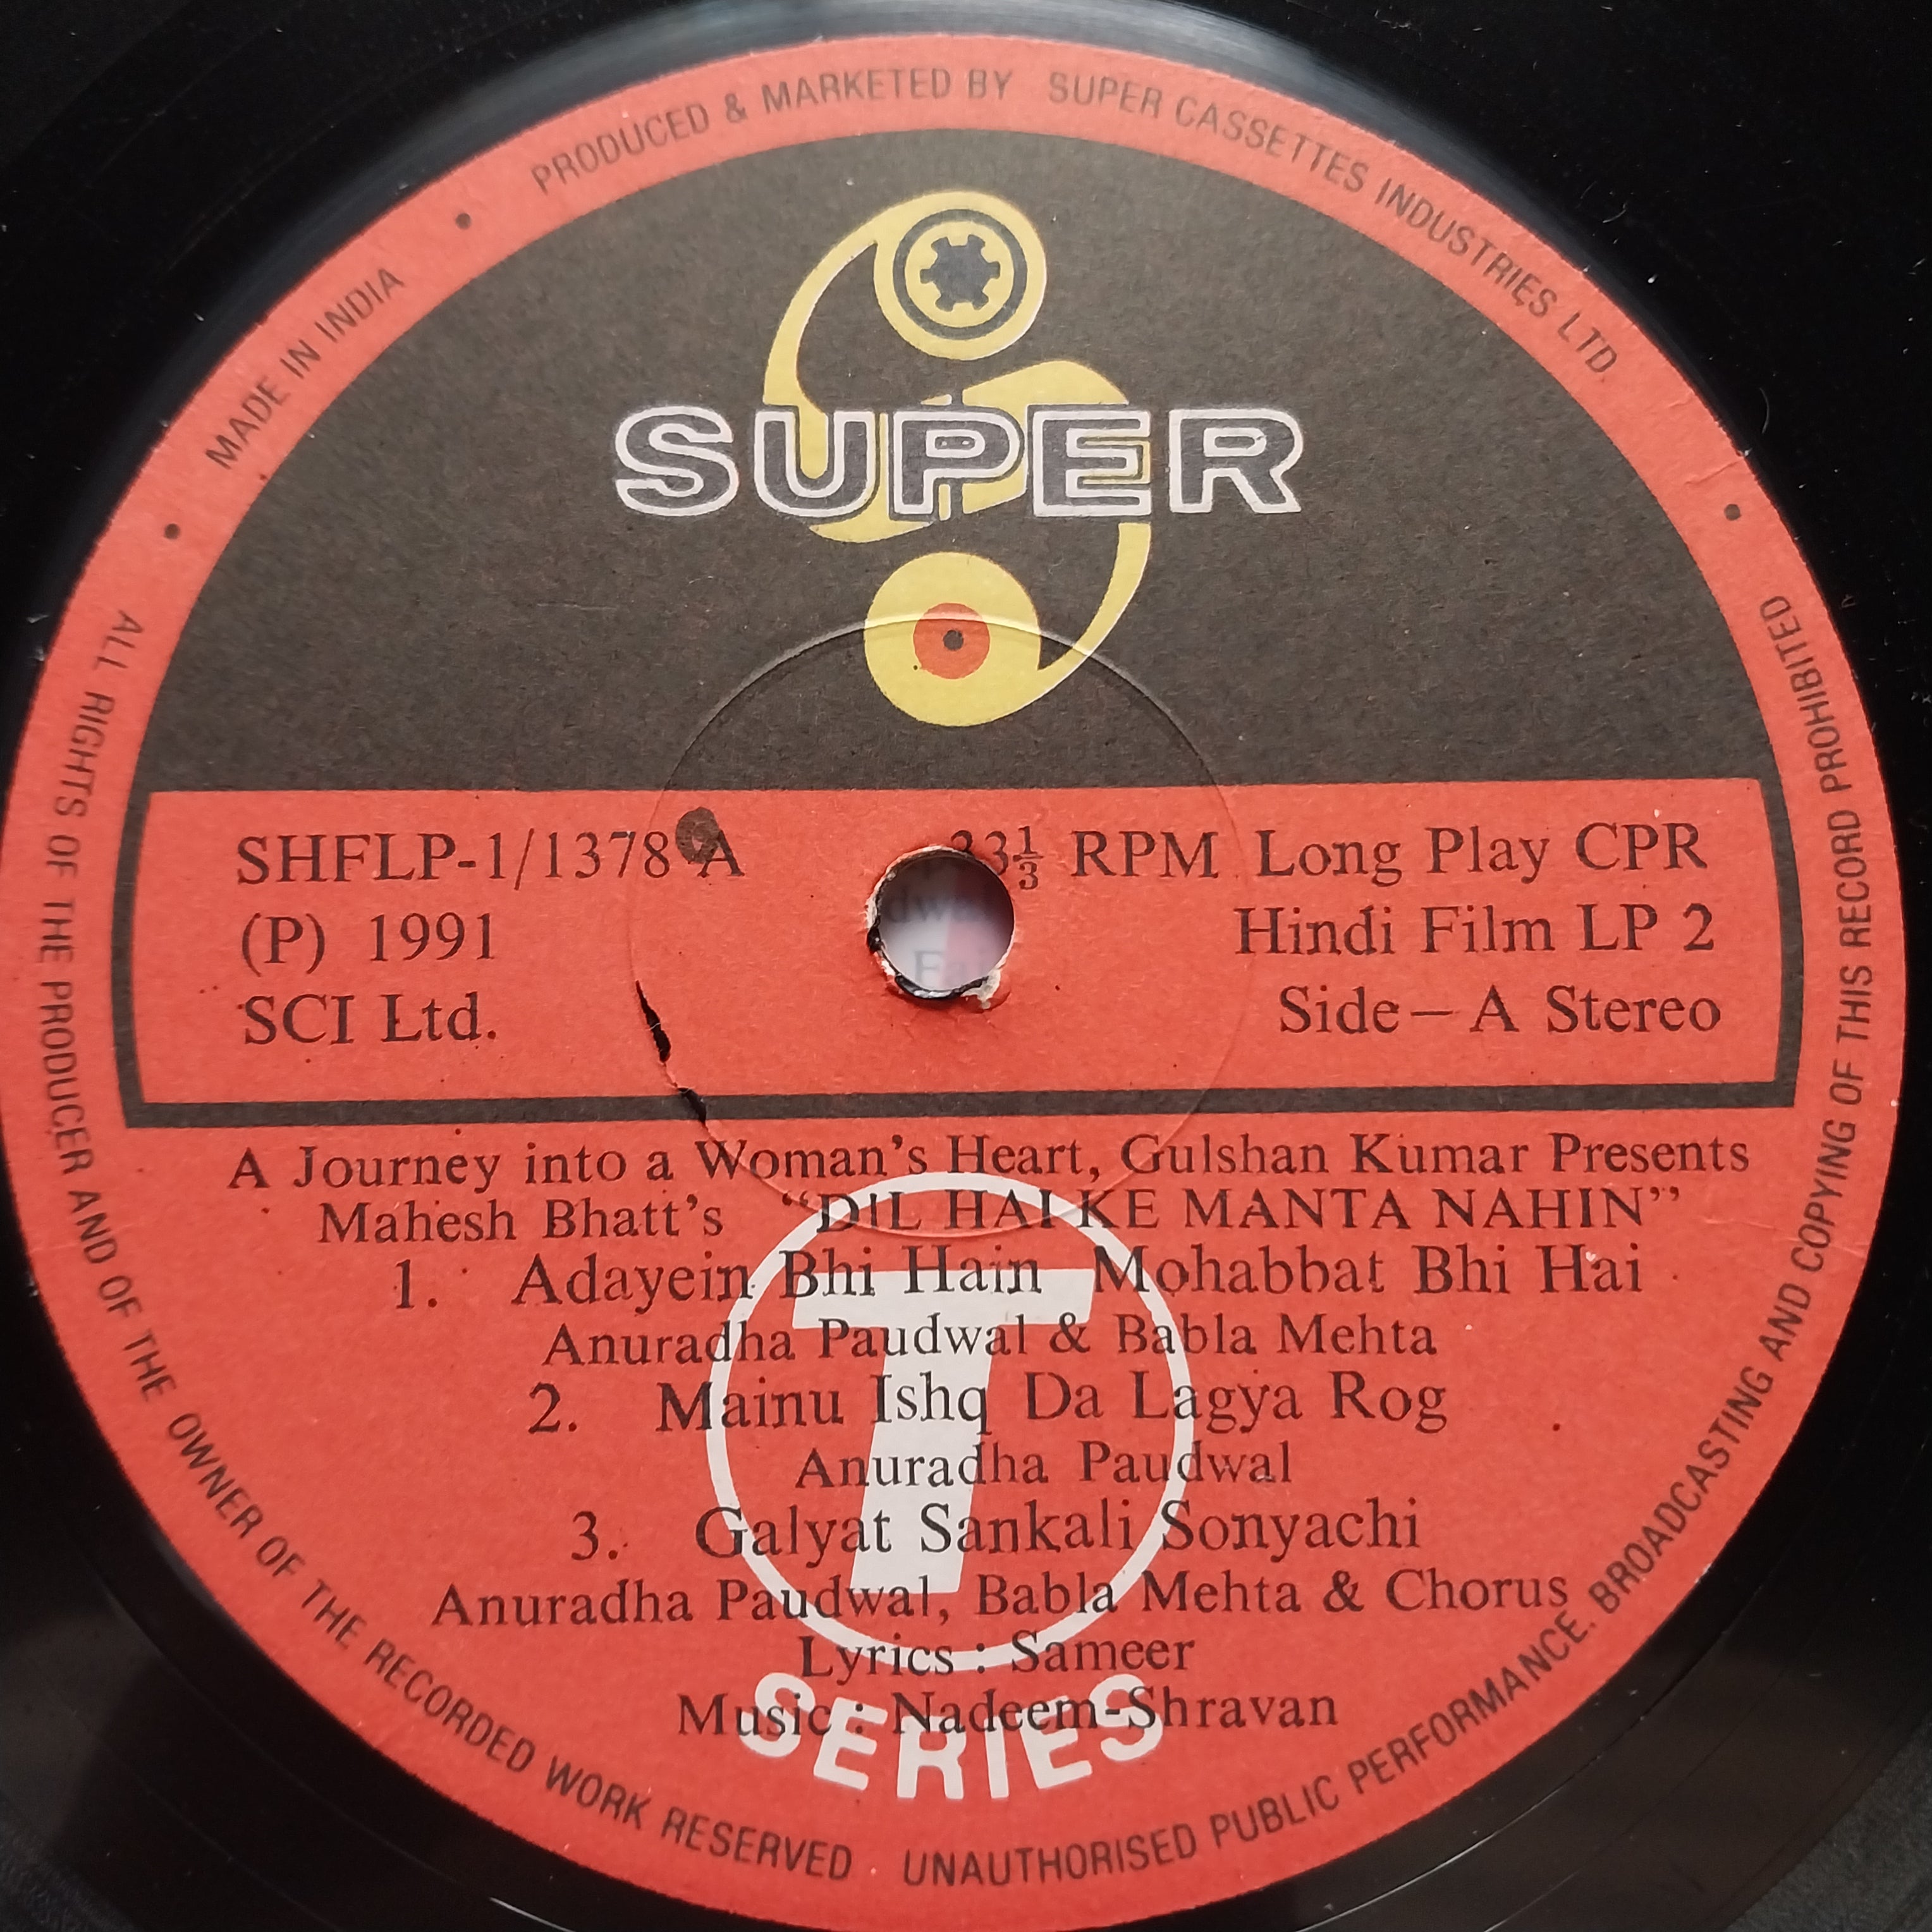 MADE IN INDIA • PRODUCED & MARKETED BY SUPER CASSETTES INDUSTRIES LTD. •
SUPER
SHFLP-1/1378 A 33⅓ RPM Long Play CPR
(P) 1991 Hindi Film LP 2
SCI Ltd. Side – A Stereo
A Journey into a Woman's Heart, Gulshan Kumar Presents
Mahesh Bhatt's "DIL HAI KE MANTA NAHIN"
1. Adayein Bhi Hain Mohabbat Bhi Hai
Anuradha Paudwal & Babla Mehta
2. Mainu Ishq Da Lagya Rog
Anuradha Paudwal
3. Galyat Sankali Sonyachi
Anuradha Paudwal, Babla Mehta & Chorus
Lyrics : Sameer
Music : Nadeem-Shravan
T
SERIES
ALL RIGHTS OF THE PRODUCER AND OF THE OWNER OF THE RECORDED WORK RESERVED . UNAUTHORISED PUBLIC PERFORMANCE. BROADCASTING AND COPYING OF THIS RECORD PROHIBITED